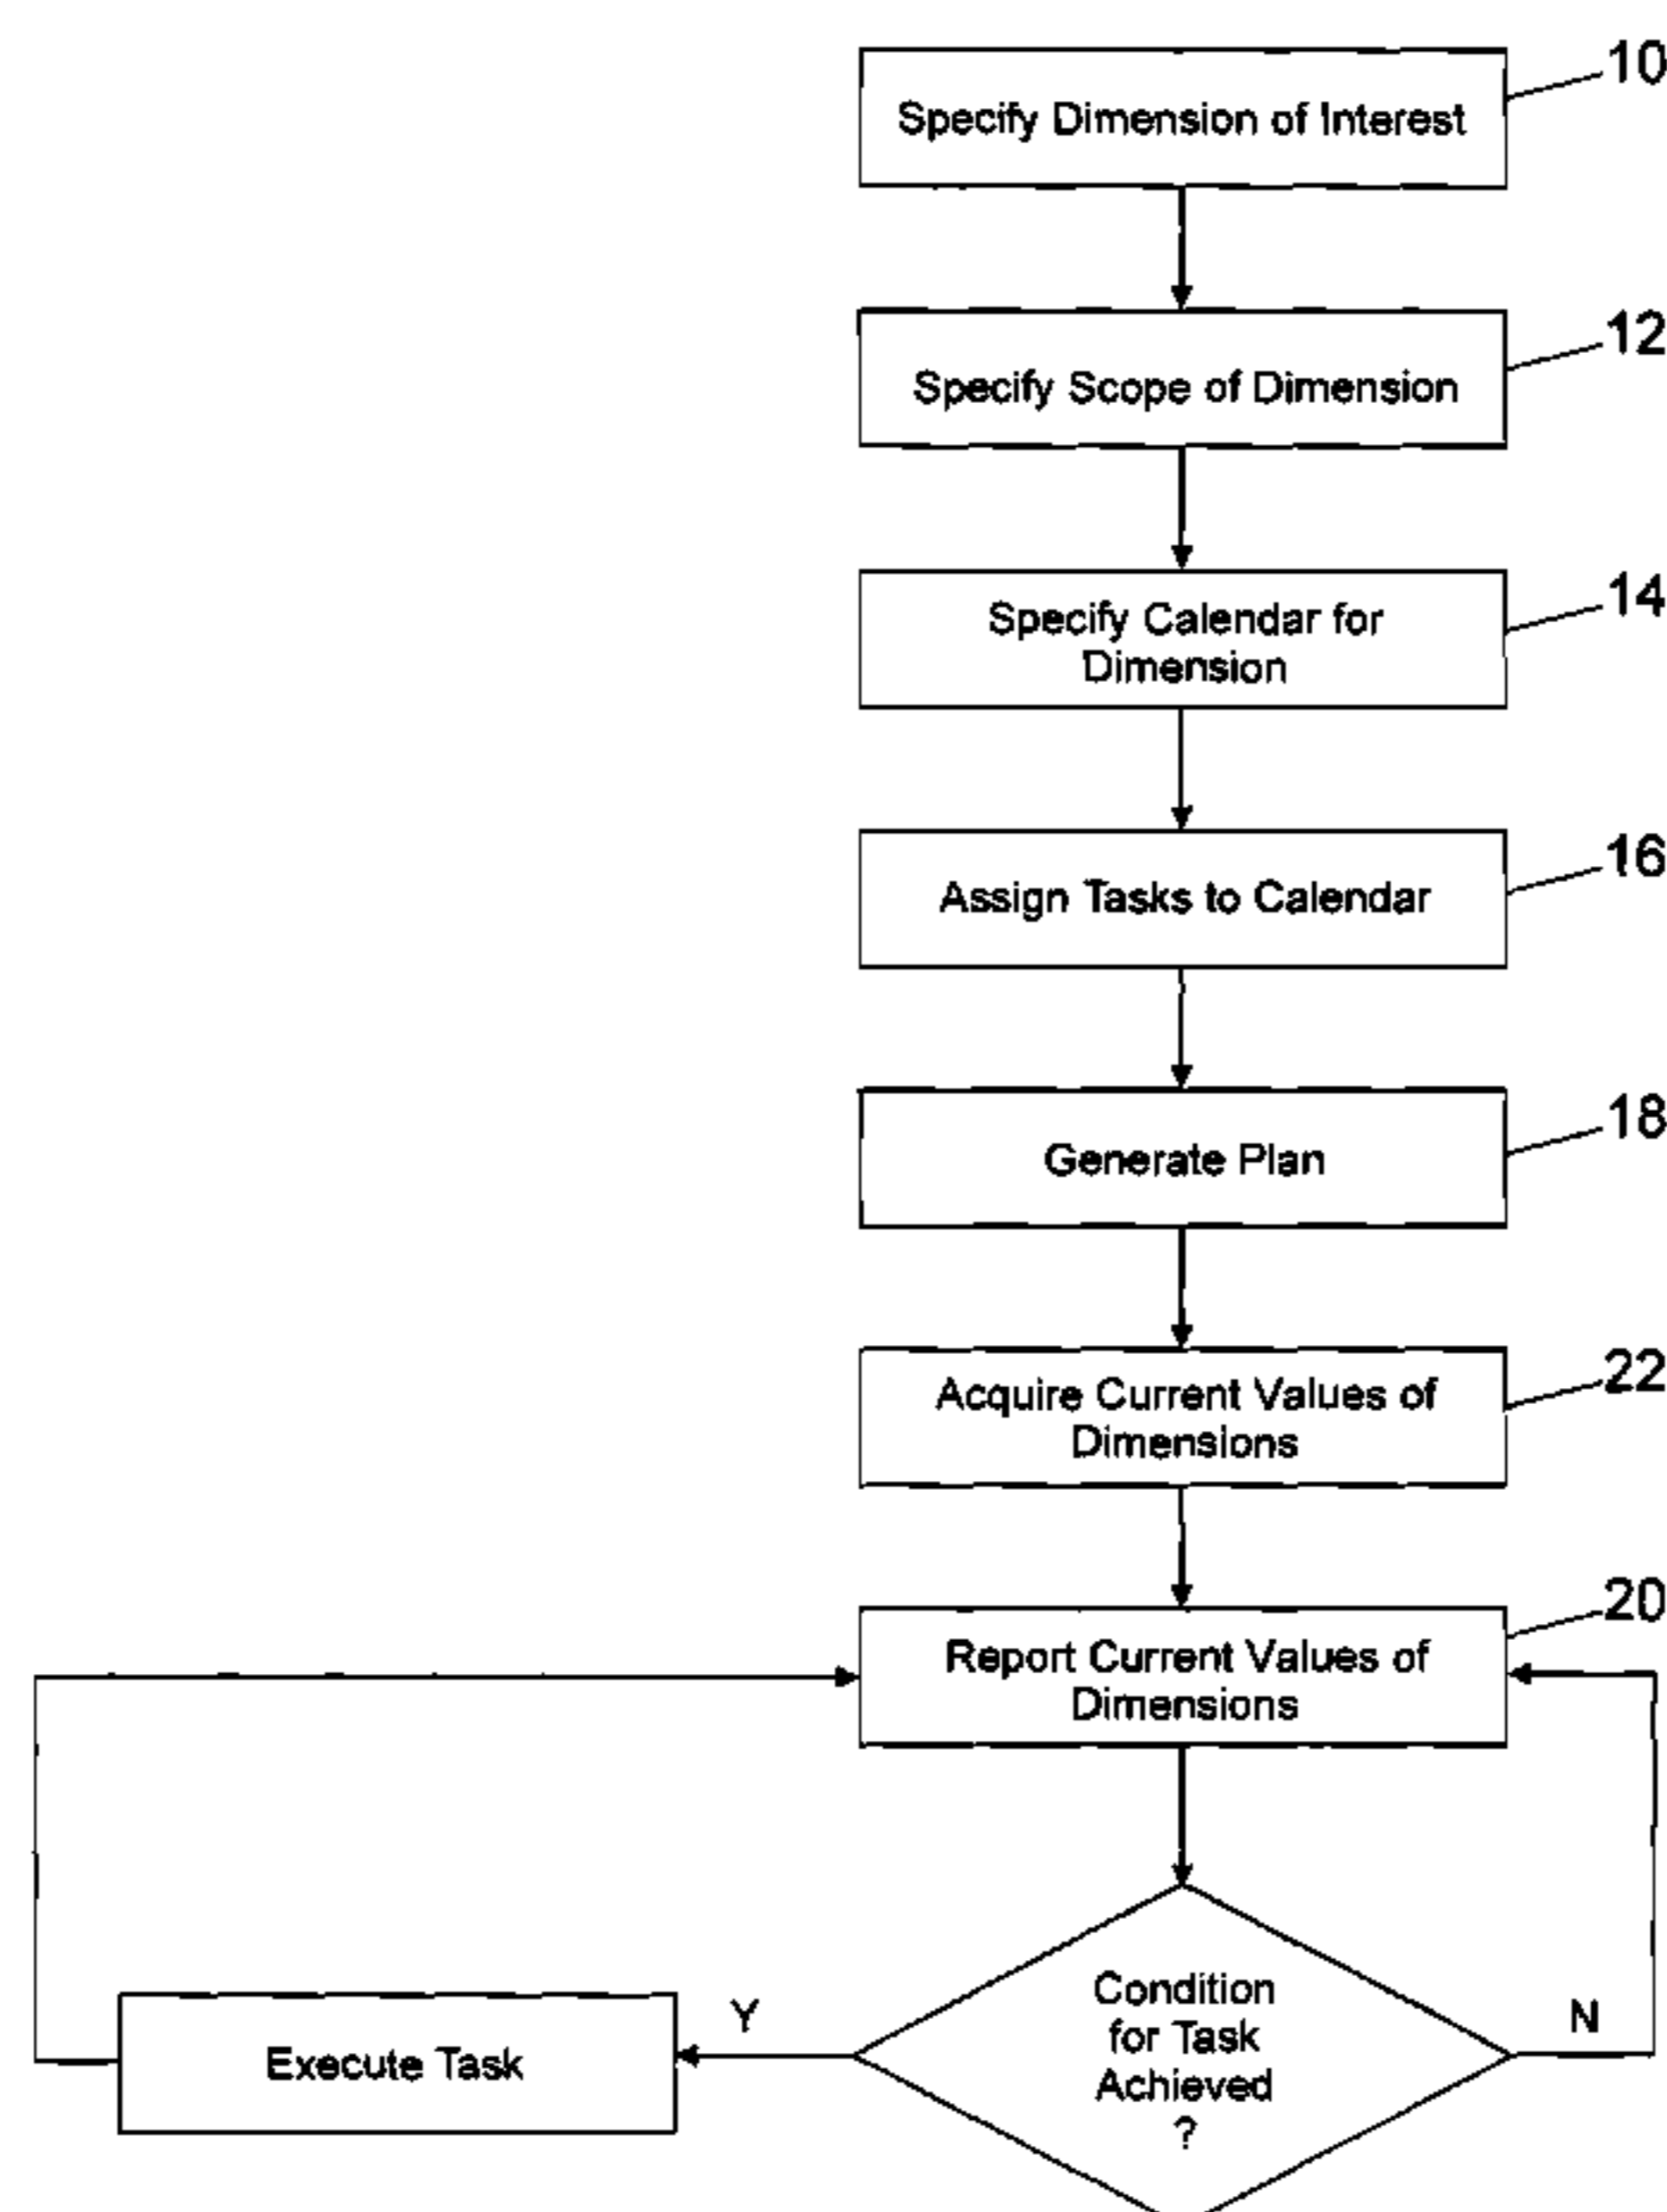 10
Specify Dimension of Interest
12
Specify Scope of Dimension
14
Specify Calendar for
Dimension
16
Assign Tasks to Calendar
18
Generate Plan
22
Acquire Current Values of
Dimensions
20
Report Current Values of
Dimensions
Condition
for Task
Achieved
?
Y
N
Execute Task